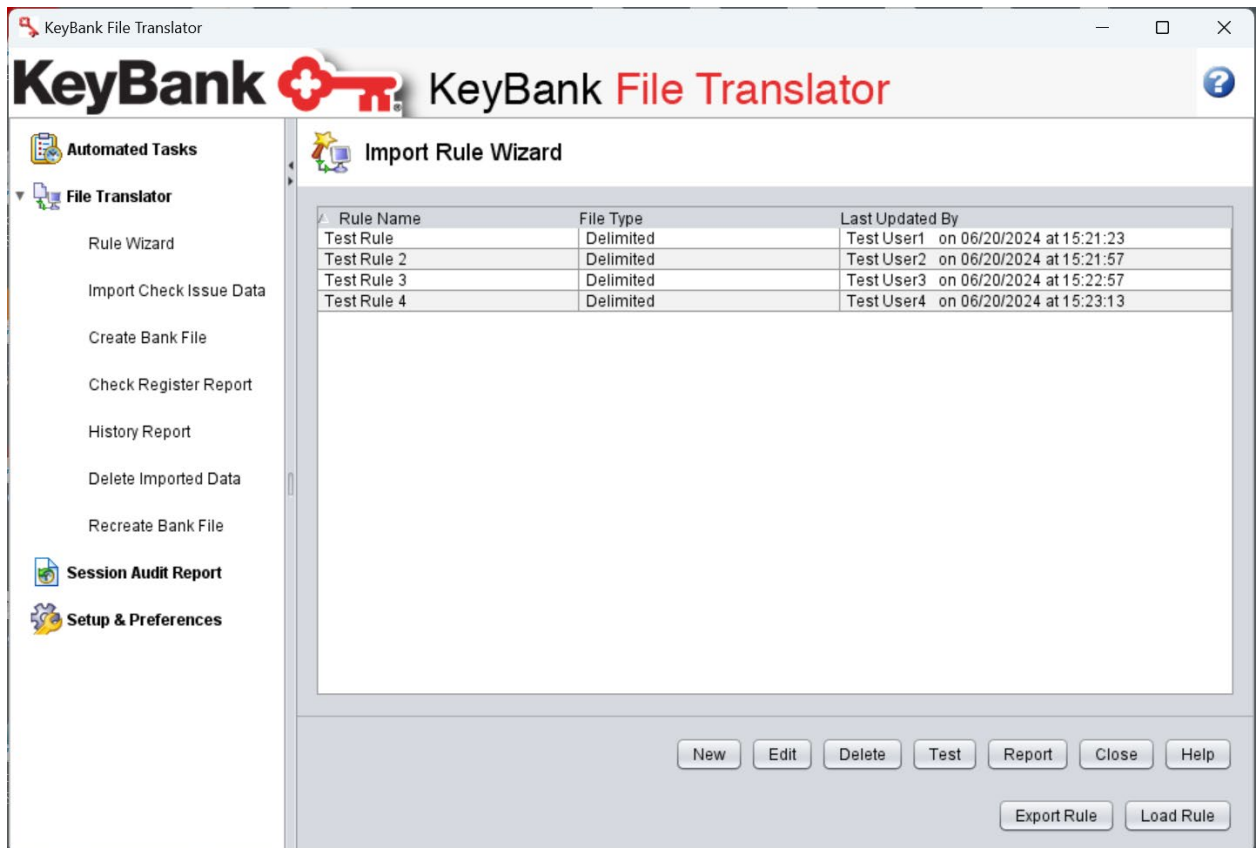 KeyBank File Translator
KeyBank KeyBank File Translator
?
Automated Tasks
File Translator
Rule Wizard
Import Check Issue Data
Create Bank File
Check Register Report
History Report
Delete Imported Data
Recreate Bank File
Session Audit Report
Setup & Preferences
Import Rule Wizard
Rule Name File Type Last Updated By
Test Rule Delimited Test User1 on 06/20/2024 at 15:21:23
Test Rule 2 Delimited Test User2 on 06/20/2024 at 15:21:57
Test Rule 3 Delimited Test User3 on 06/20/2024 at 15:22:57
Test Rule 4 Delimited Test User4 on 06/20/2024 at 15:23:13
New Edit Delete Test Report Close Help
Export Rule Load Rule